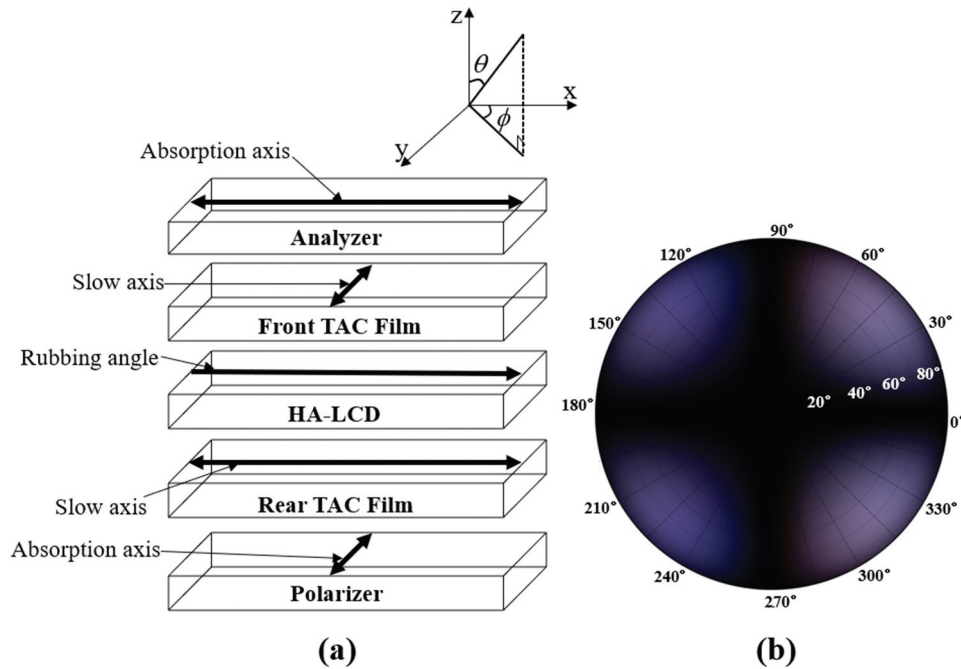 z
θ
x
ϕ
y
Absorption axis
Analyzer
Slow axis
Front TAC Film
Rubbing angle
HA-LCD
Slow axis
Rear TAC Film
Absorption axis
Polarizer
(a)
90°
120°
60°
150°
30°
20°
40°
60°
80°
180°
0°
210°
330°
240°
300°
270°
(b)